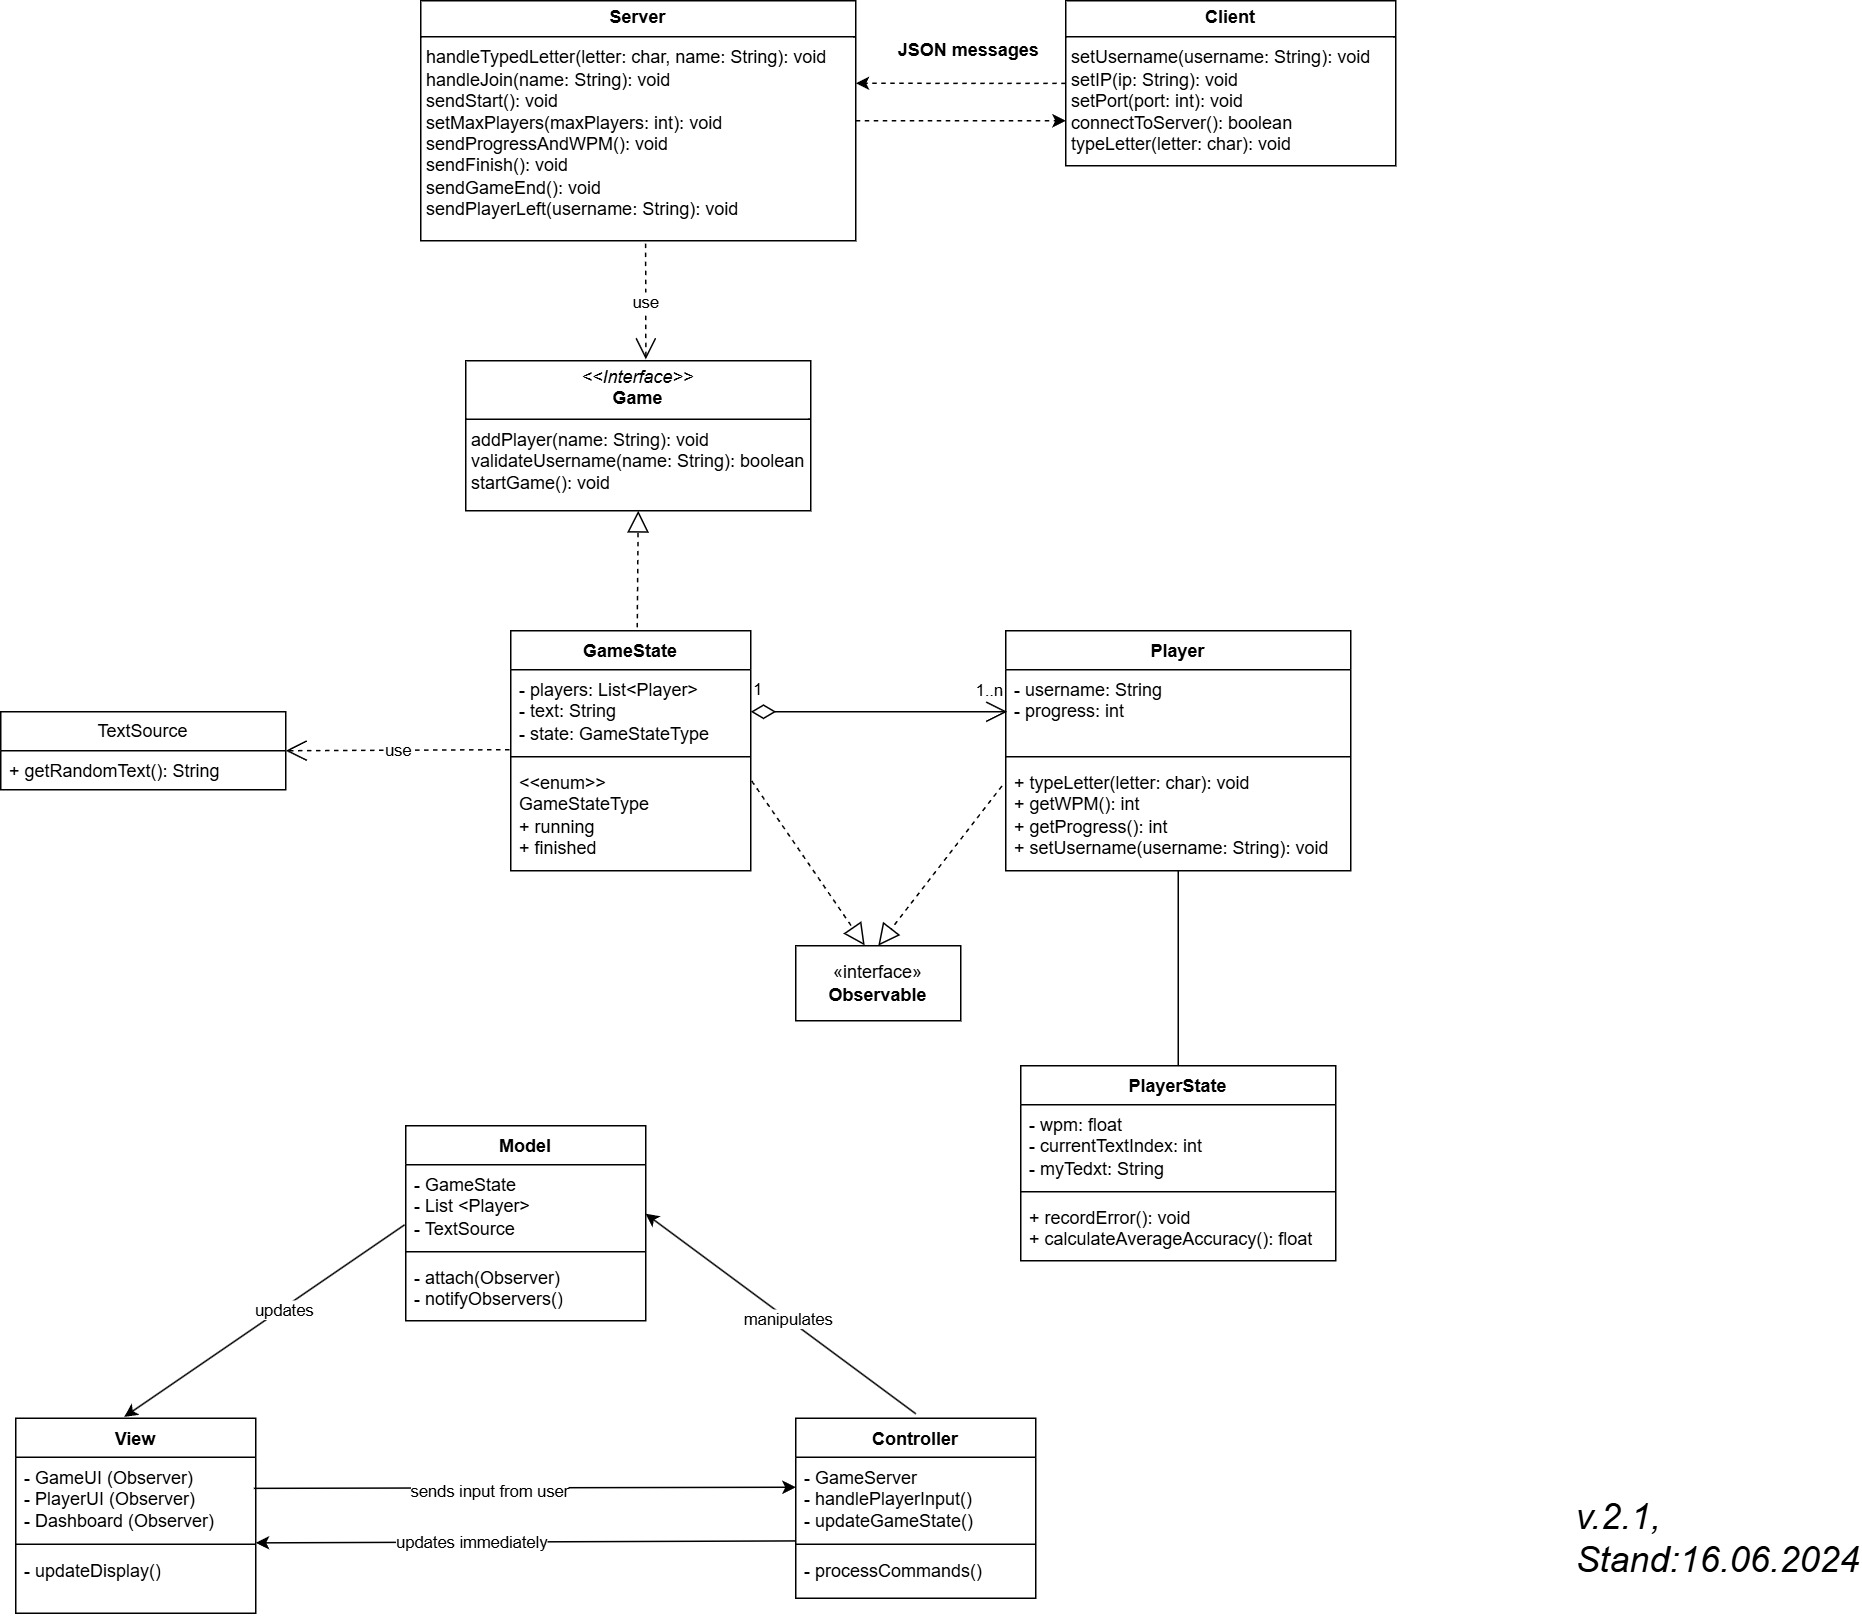 Server
handleTypedLetter(letter: char, name: String): void
handleJoin(name: String): void
sendStart(): void
setMaxPlayers(maxPlayers: int): void
sendProgressAndWPM(): void
sendFinish(): void
sendGameEnd(): void
sendPlayerLeft(username: String): void
JSON messages
Client
setUsername(username: String): void
setIP(ip: String): void
setPort(port: int): void
connectToServer(): boolean
typeLetter(letter: char): void
use
<<Interface>>
Game
addPlayer(name: String): void
validateUsername(name: String): boolean
startGame(): void
GameState
- players: List<Player>
- text: String
- state: GameStateType
<<enum>>
GameStateType
+ running
+ finished
1
1..n
Player
- username: String
- progress: int
+ typeLetter(letter: char): void
+ getWPM(): int
+ getProgress(): int
+ setUsername(username: String): void
TextSource
+ getRandomText(): String
use
«interface»
Observable
PlayerState
- wpm: float
- currentTextIndex: int
- myTedxt: String
+ recordError(): void
+ calculateAverageAccuracy(): float
Model
- GameState
- List <Player>
- TextSource
- attach(Observer)
- notifyObservers()
updates
manipulates
View
- GameUI (Observer)
- PlayerUI (Observer)
- Dashboard (Observer)
- updateDisplay()
sends input from user
updates immediately
Controller
- GameServer
- handlePlayerInput()
- updateGameState()
- processCommands()
v.2.1,
Stand:16.06.2024